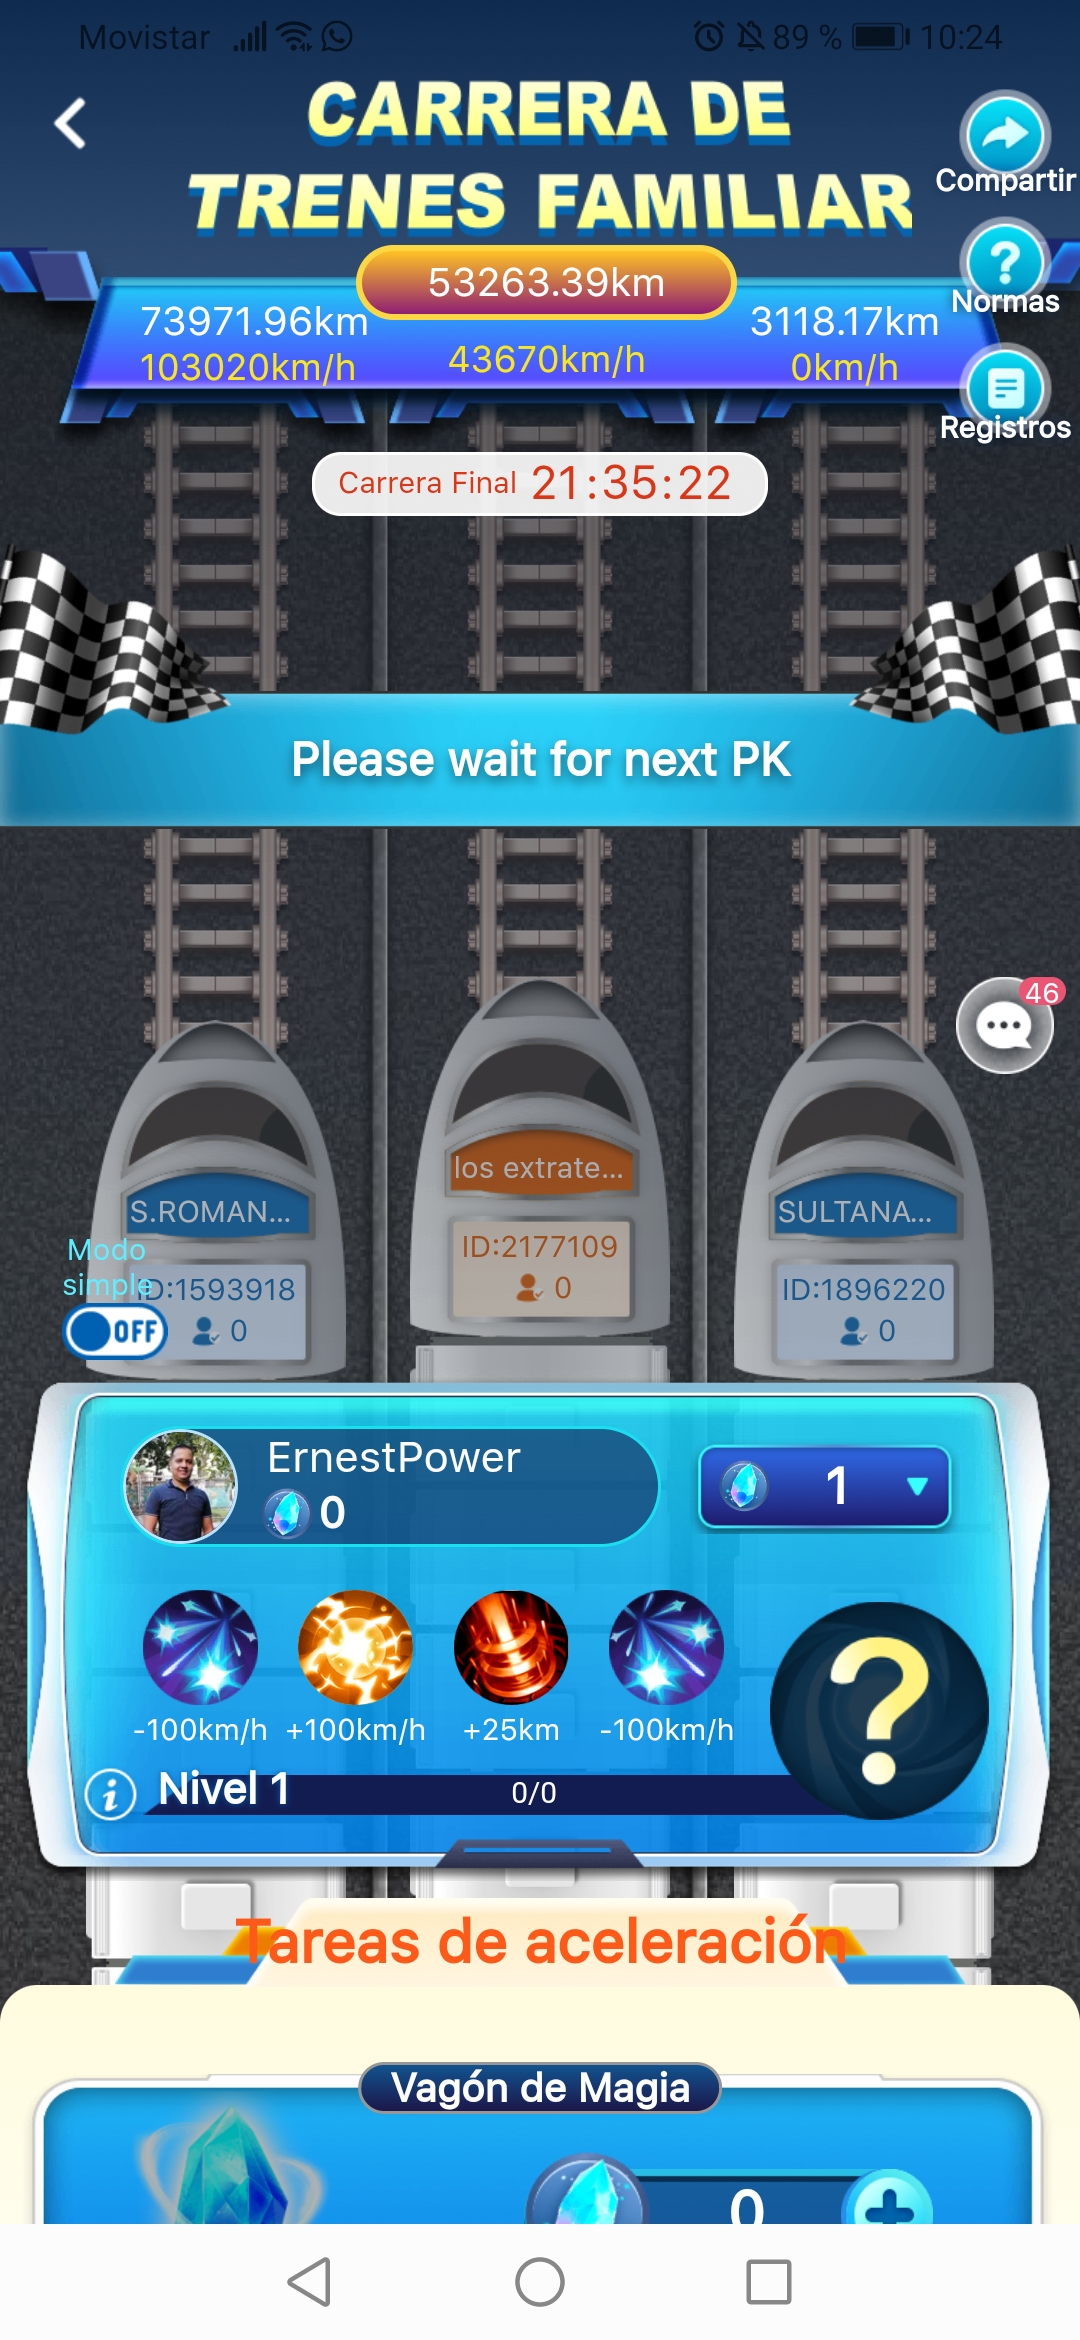 Movistar 89 % 10:24
CARRERA DE
TRENES FAMILIAR
Compartir
53263.39km
73971.96km
3118.17km
Normas
103020km/h
43670km/h
0km/h
Registros
Carrera Final 21:35:22
Please wait for next PK
46
S.ROMAN...
los extrate...
SULTANA...
Modo
simple
OFF
ID:1593918
0
ID:2177109
0
ID:1896220
0
ErnestPower
0
1
-100km/h +100km/h +25km -100km/h
?
Nivel 1
0/0
Tareas de aceleración
Vagón de Magia
0